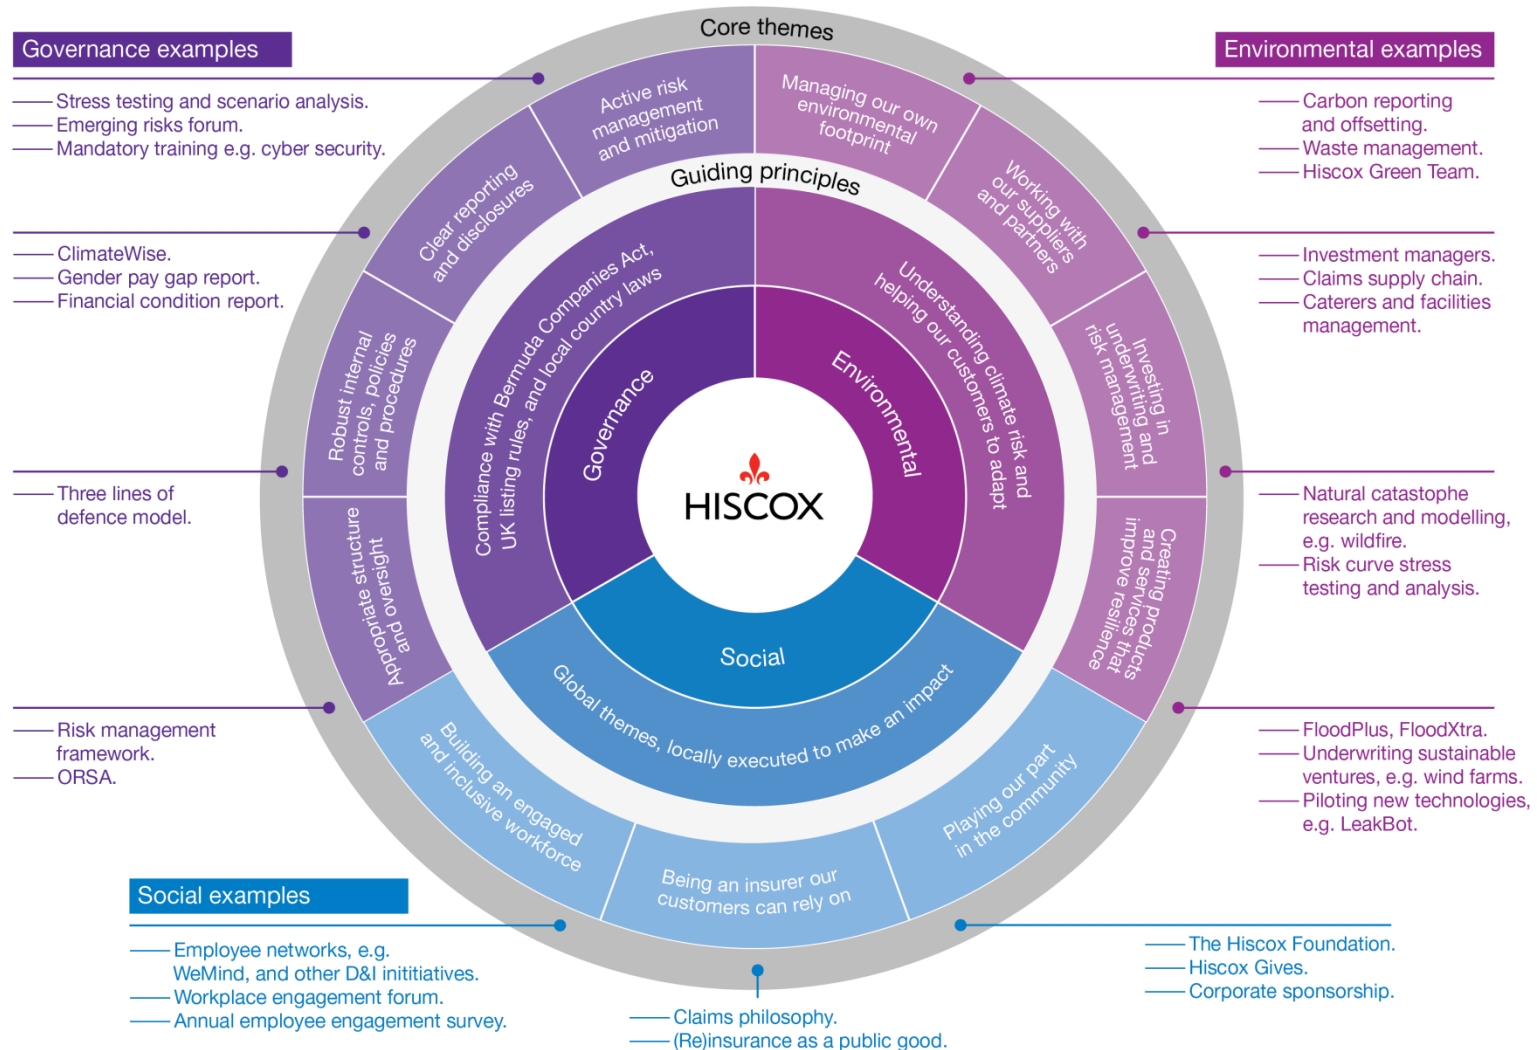 Core themes
Governance examples
Stress testing and scenario analysis.
Emerging risks forum.
Mandatory training e.g. cyber security.
ClimateWise.
Gender pay gap report.
Financial condition report.
Three lines of
defence model.
Risk management
framework.
ORSA.
Environmental examples
Carbon reporting
and offsetting.
Waste management.
Hiscox Green Team.
Investment managers.
Claims supply chain.
Caterers and facilities
management.
Natural catastophe
research and modelling,
e.g. wildfire.
Risk curve stress
testing and analysis.
FloodPlus, FloodXtra.
Underwriting sustainable
ventures, e.g. wind farms.
Piloting new technologies,
e.g. LeakBot.
Active risk
management
and mitigation
Clear reporting
and disclosures
Robust internal
controls, policies
and procedures
Appropriate structure
and oversight
Managing our own
environmental
footprint
Working with
our suppliers
and partners
Investing in
underwriting and
risk management
Creating products
and services that
improve resilience
Building an engaged
and inclusive workforce
Being an insurer our
customers can rely on
Playing our part
in the community
Guiding principles
Compliance with Bermuda Companies Act,
UK listing rules, and local country laws
Understanding climate risk and
helping our customers to adapt
Global themes, locally executed to make an impact
Governance
Environmental
Social
HISCOX
Social examples
Employee networks, e.g.
WeMind, and other D&I inititiatives.
Workplace engagement forum.
Annual employee engagement survey.
Claims philosophy.
(Re)insurance as a public good.
The Hiscox Foundation.
Hiscox Gives.
Corporate sponsorship.